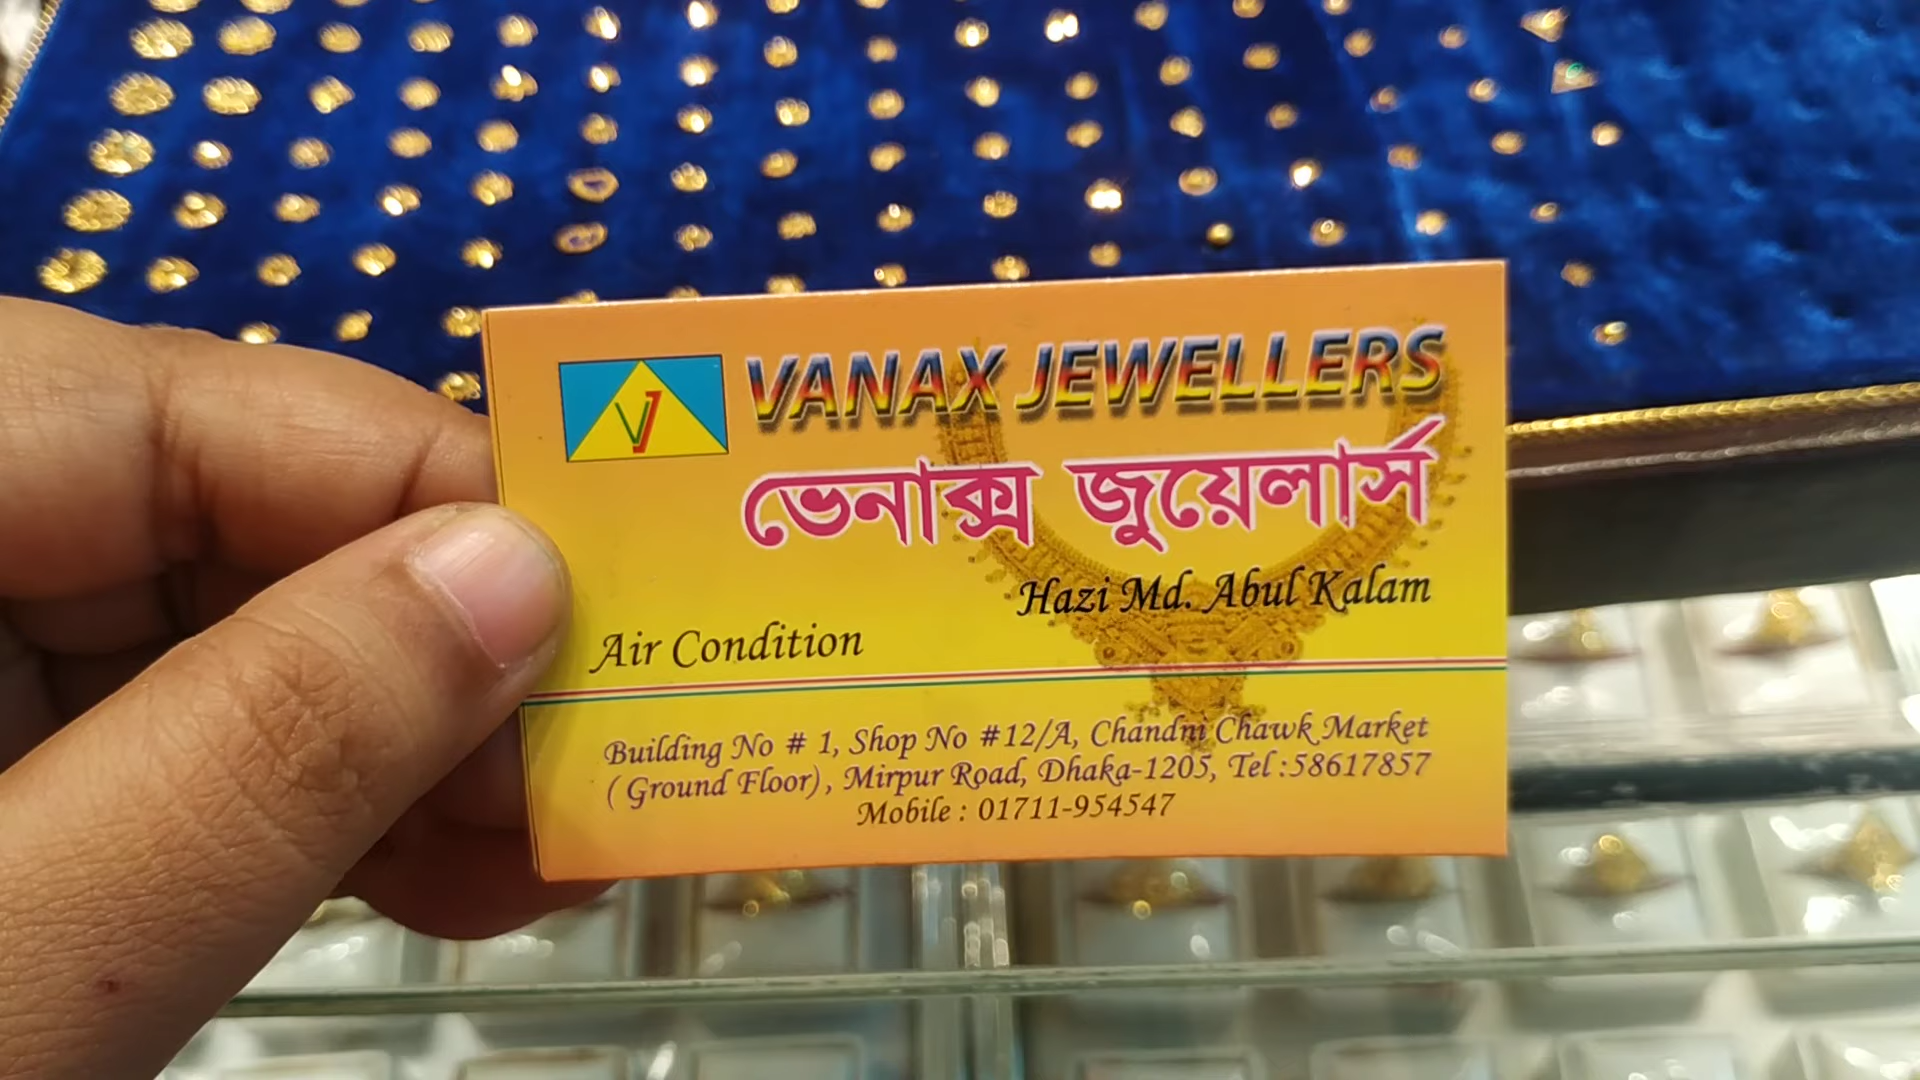 VJ
VANAX JEWELLERS
ভেনাক্স জুয়েলার্স
Hazi Md. Abul Kalam
Air Condition
Building No # 1, Shop No #12/A, Chandni Chawk Market
( Ground Floor), Mirpur Road, Dhaka-1205, Tel :58617857
Mobile : 01711-954547